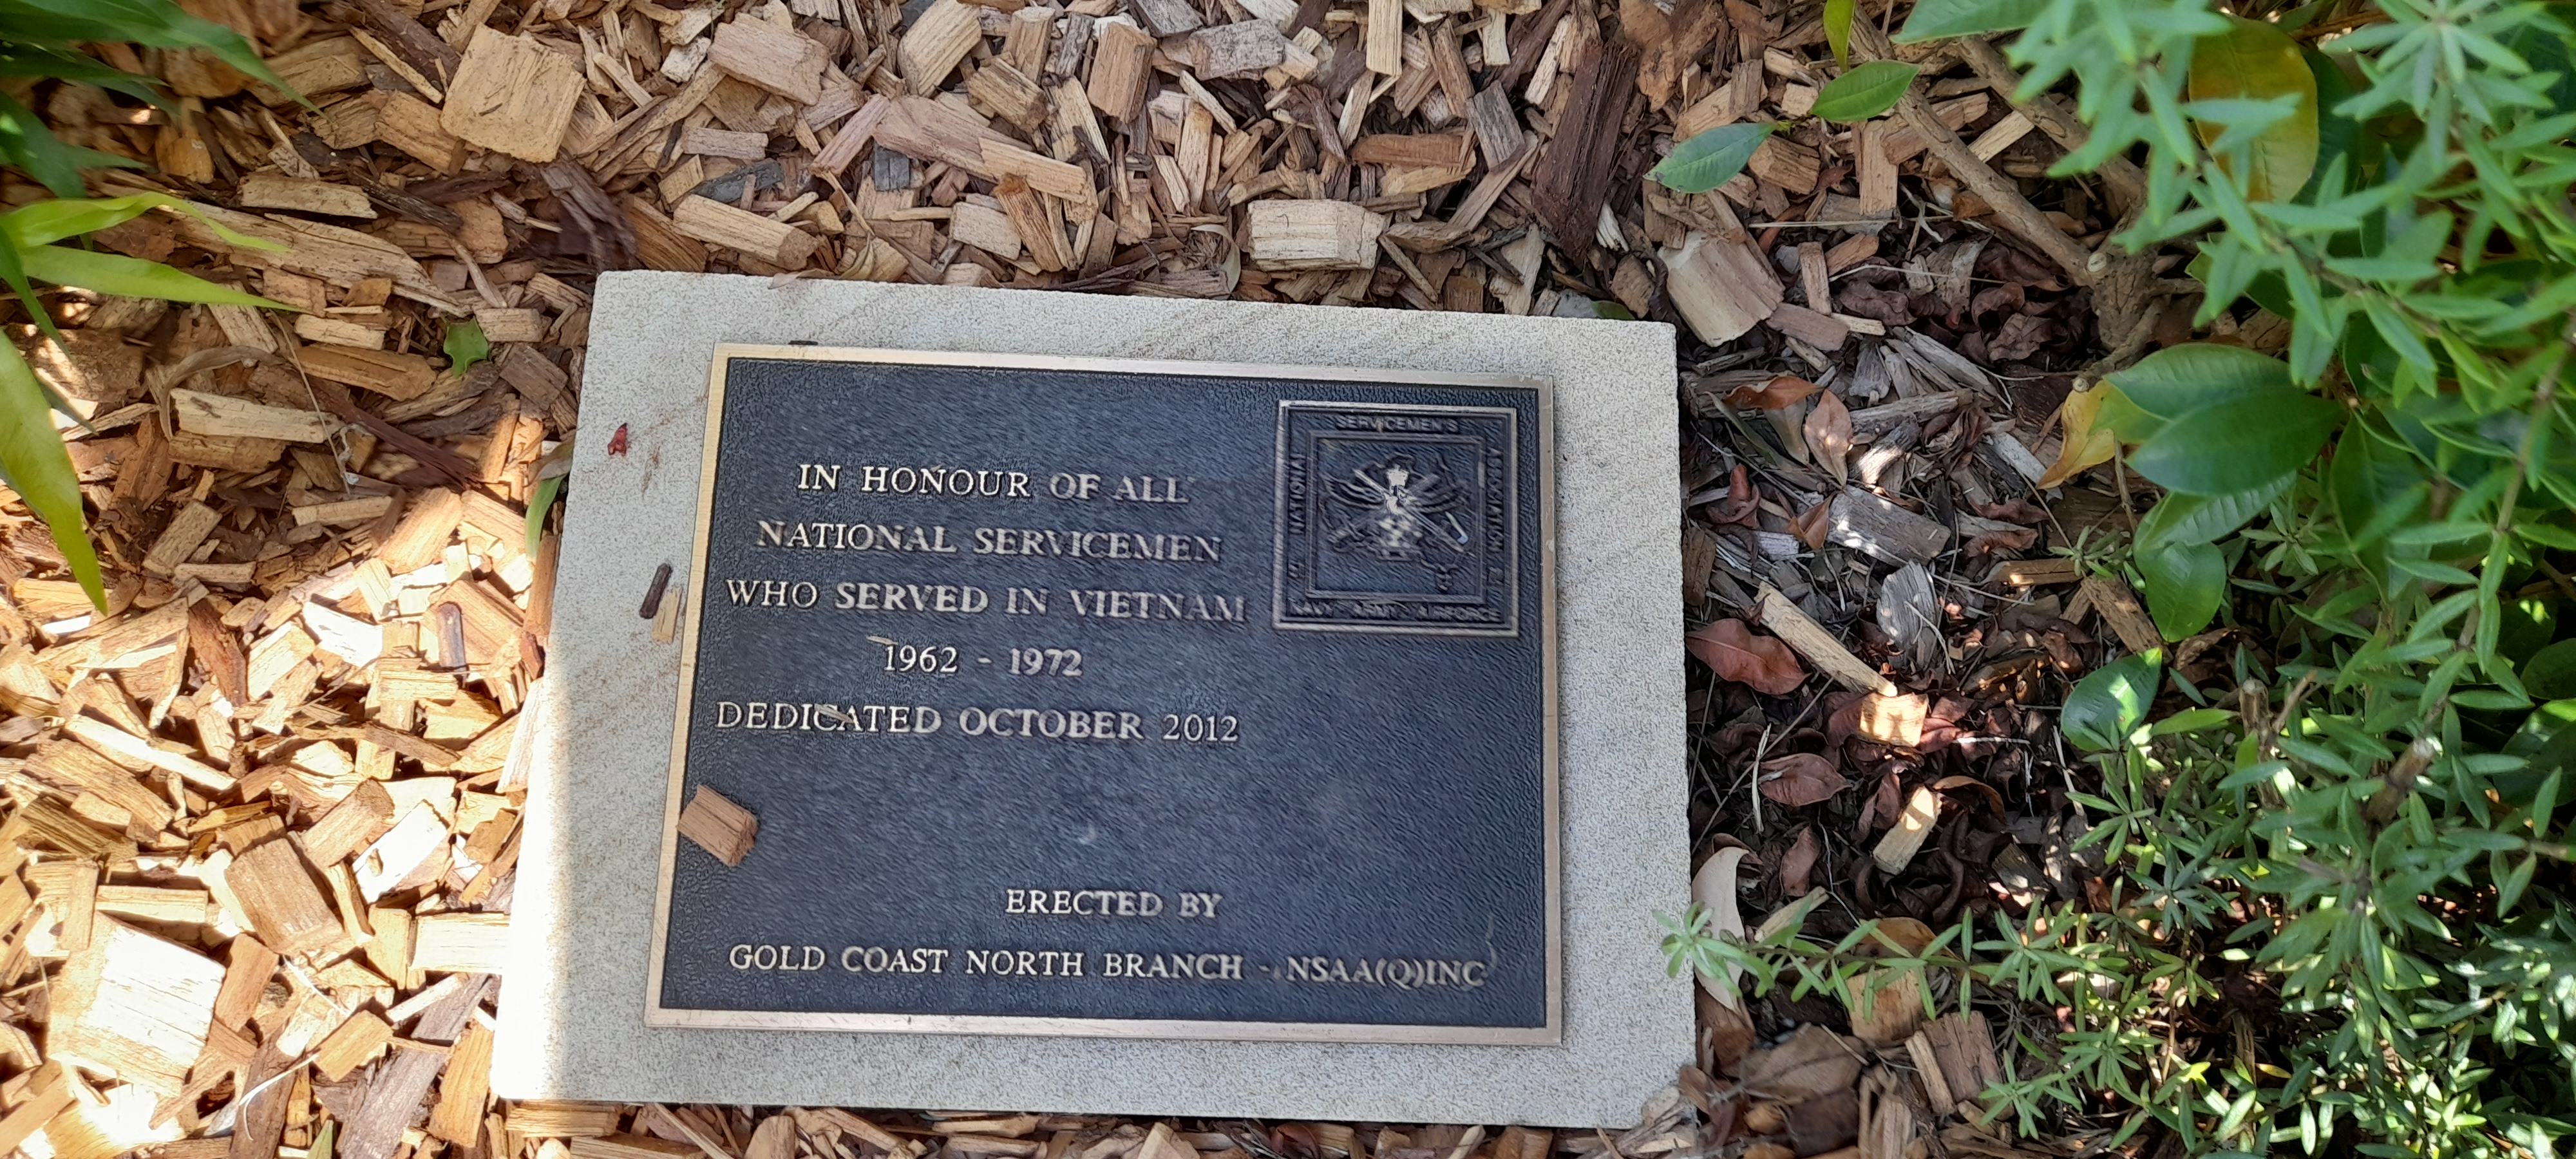 IN HONOUR OF ALL
NATIONAL SERVICEMEN
WHO SERVED IN VIETNAM
1962 - 1972
DEDICATED OCTOBER 2012
NATIONAL
SERVICEMEN'S
ASSOCIATION
NAVY ARMY AIRFORCE
ERECTED BY
GOLD COAST NORTH BRANCH - NSAA(Q)INC